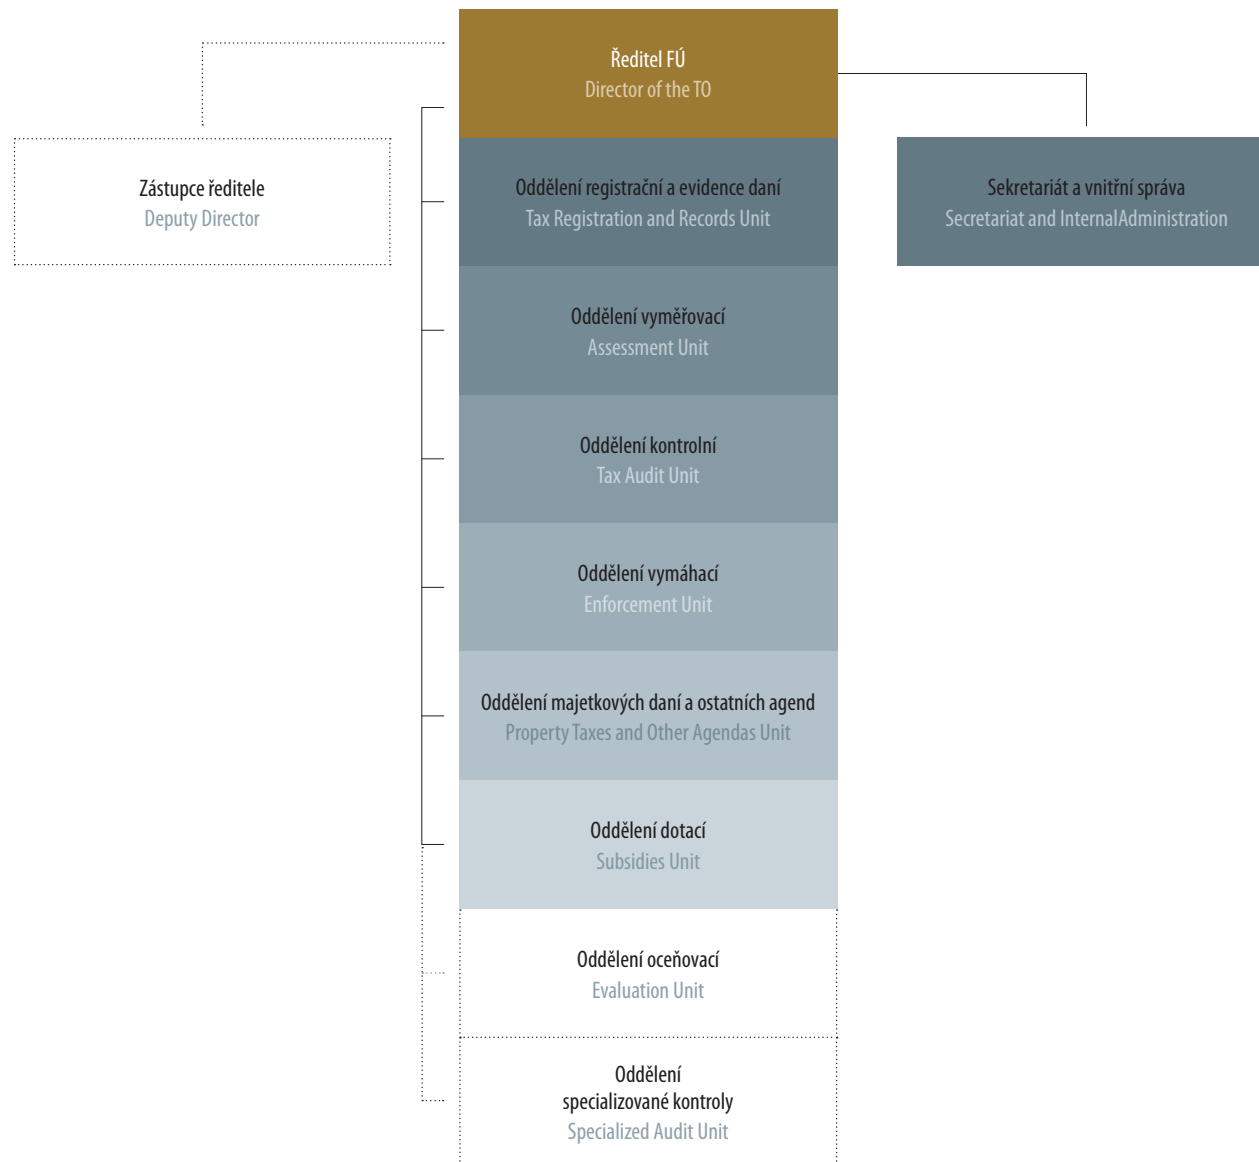 Ředitel FÚ
Director of the TO
Zástupce ředitele
Deputy Director
Oddělení registrační a evidence daní
Tax Registration and Records Unit
Sekretariát a vnitřní správa
Secretariat and InternalAdministration
Oddělení vyměřovací
Assessment Unit
Oddělení kontrolní
Tax Audit Unit
Oddělení vymáhací
Enforcement Unit
Oddělení majetkových daní a ostatních agend
Property Taxes and Other Agendas Unit
Oddělení dotací
Subsidies Unit
Oddělení oceňovací
Evaluation Unit
Oddělení
specializované kontroly
Specialized Audit Unit